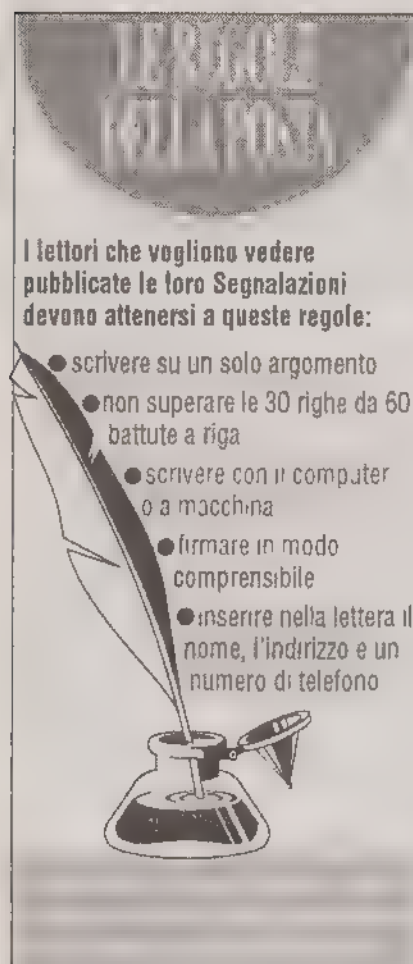 I lettori che vogliono vedere
pubblicate le loro Segnalazioni
devono attenersi a queste regole:
● scrivere su un solo argomento
● non superare le 30 righe da 60
battute a riga
● scrivere con il computer
o a macchina
● firmare in modo
comprensibile
● inserire nella lettera il
nome, l'indirizzo e un
numero di telefono